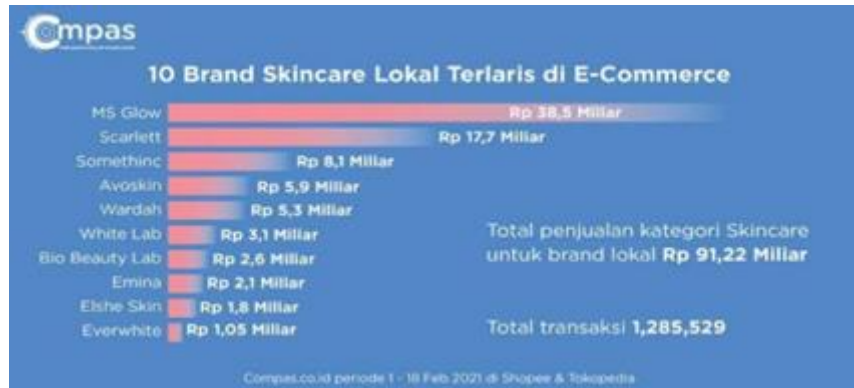 Compas
10 Brand Skincare Lokal Terlaris di E-Commerce
MS Glow Rp 38,5 Miliar
Scarlett Rp 17,7 Miliar
Somethinc Rp 8,1 Miliar
Avoskin Rp 5,9 Miliar
Wardah Rp 5,3 Miliar
White Lab Rp 3,1 Miliar
Bio Beauty Lab Rp 2,6 Miliar
Emina Rp 2,1 Miliar
Elshe Skin Rp 1,8 Miliar
Everwhite Rp 1,05 Miliar
Total penjualan kategori Skincare
untuk brand lokal Rp 91,22 Miliar
Total transaksi 1,285,529
Compas.co.id periode 1 - 18 Feb 2021 di Shopee & Tokopedia